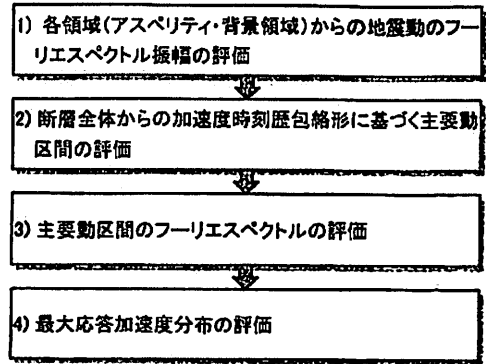 1) 各領域(アスペリティ・背景領域)からの地震動のフー
リエスペクトル振幅の評価
2) 断層全体からの加速度時刻歴包絡形に基づく主要動
区間の評価
3) 主要動区間のフーリエスペクトルの評価
4) 最大応答加速度分布の評価